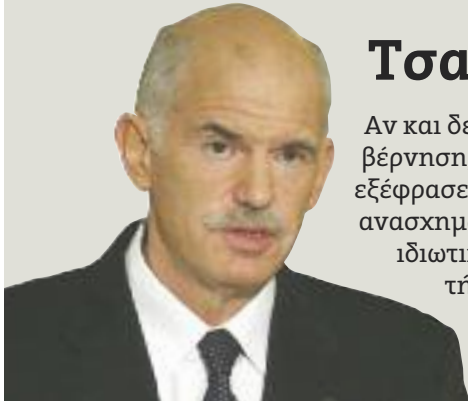 Τσα
Αν και δε
βέρνηση
εξέφρασε
ανασχημ
ιδιωτι
τή